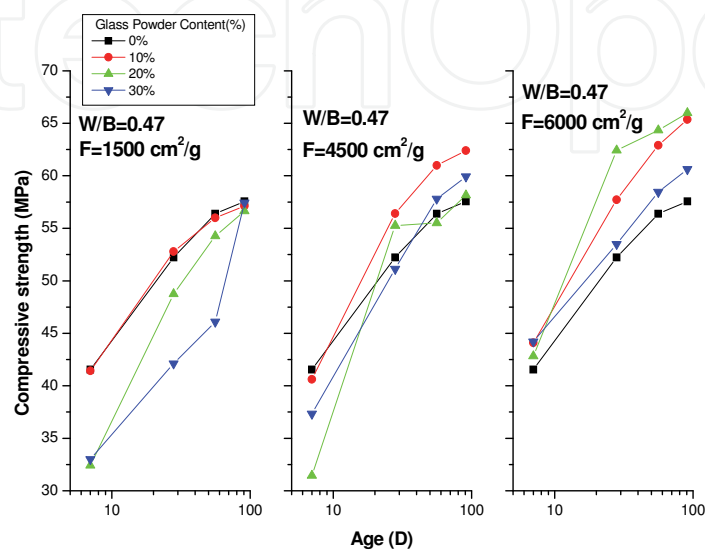 Glass Powder Content(%)
0%
10%
20%
30%
W/B=0.47
F=1500 cm²/g
W/B=0.47
F=4500 cm²/g
W/B=0.47
F=6000 cm²/g
Compressive strength (MPa)
70
65
60
55
50
45
40
35
30
10 100
10 100
10 100
Age (D)